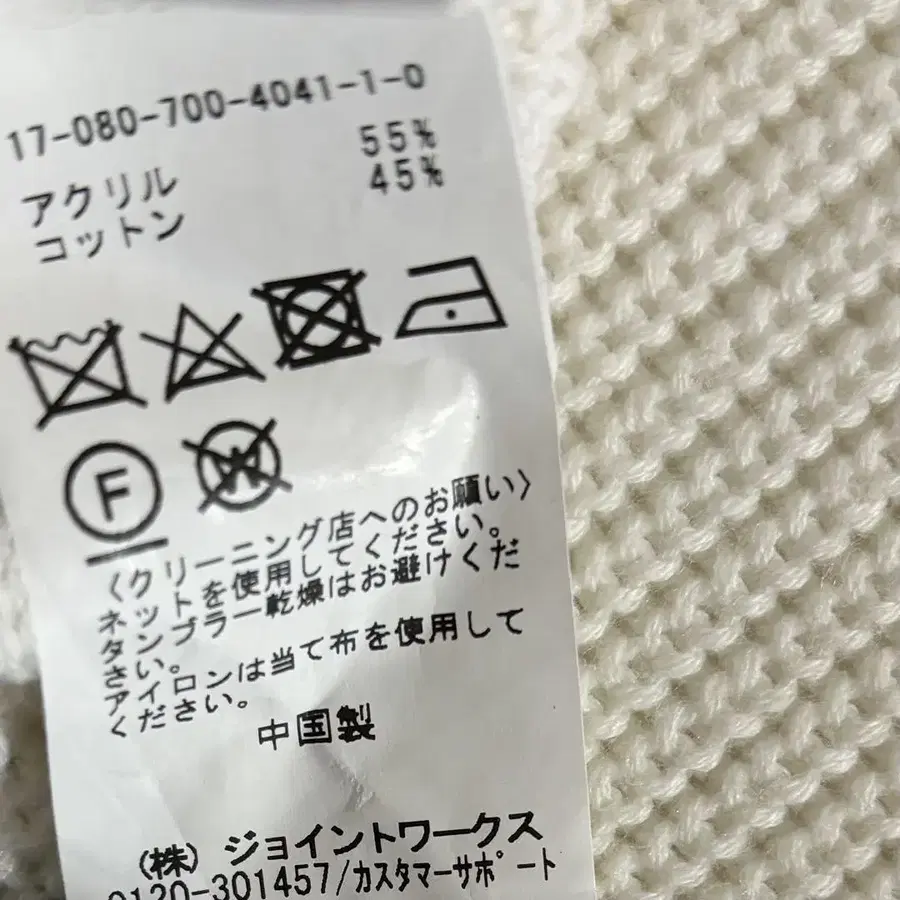 17-080-700-4041-1-0
アクリル 55%
コットン 45%
F
W
〈クリーニング店へのお願い〉
ネットを使用してください。
タンブラー乾燥はお避けくだ
さい。
アイロンは当て布を使用して
ください。
中国製
(株) ジョイントワークス
0120-301457/カスタマーサポート